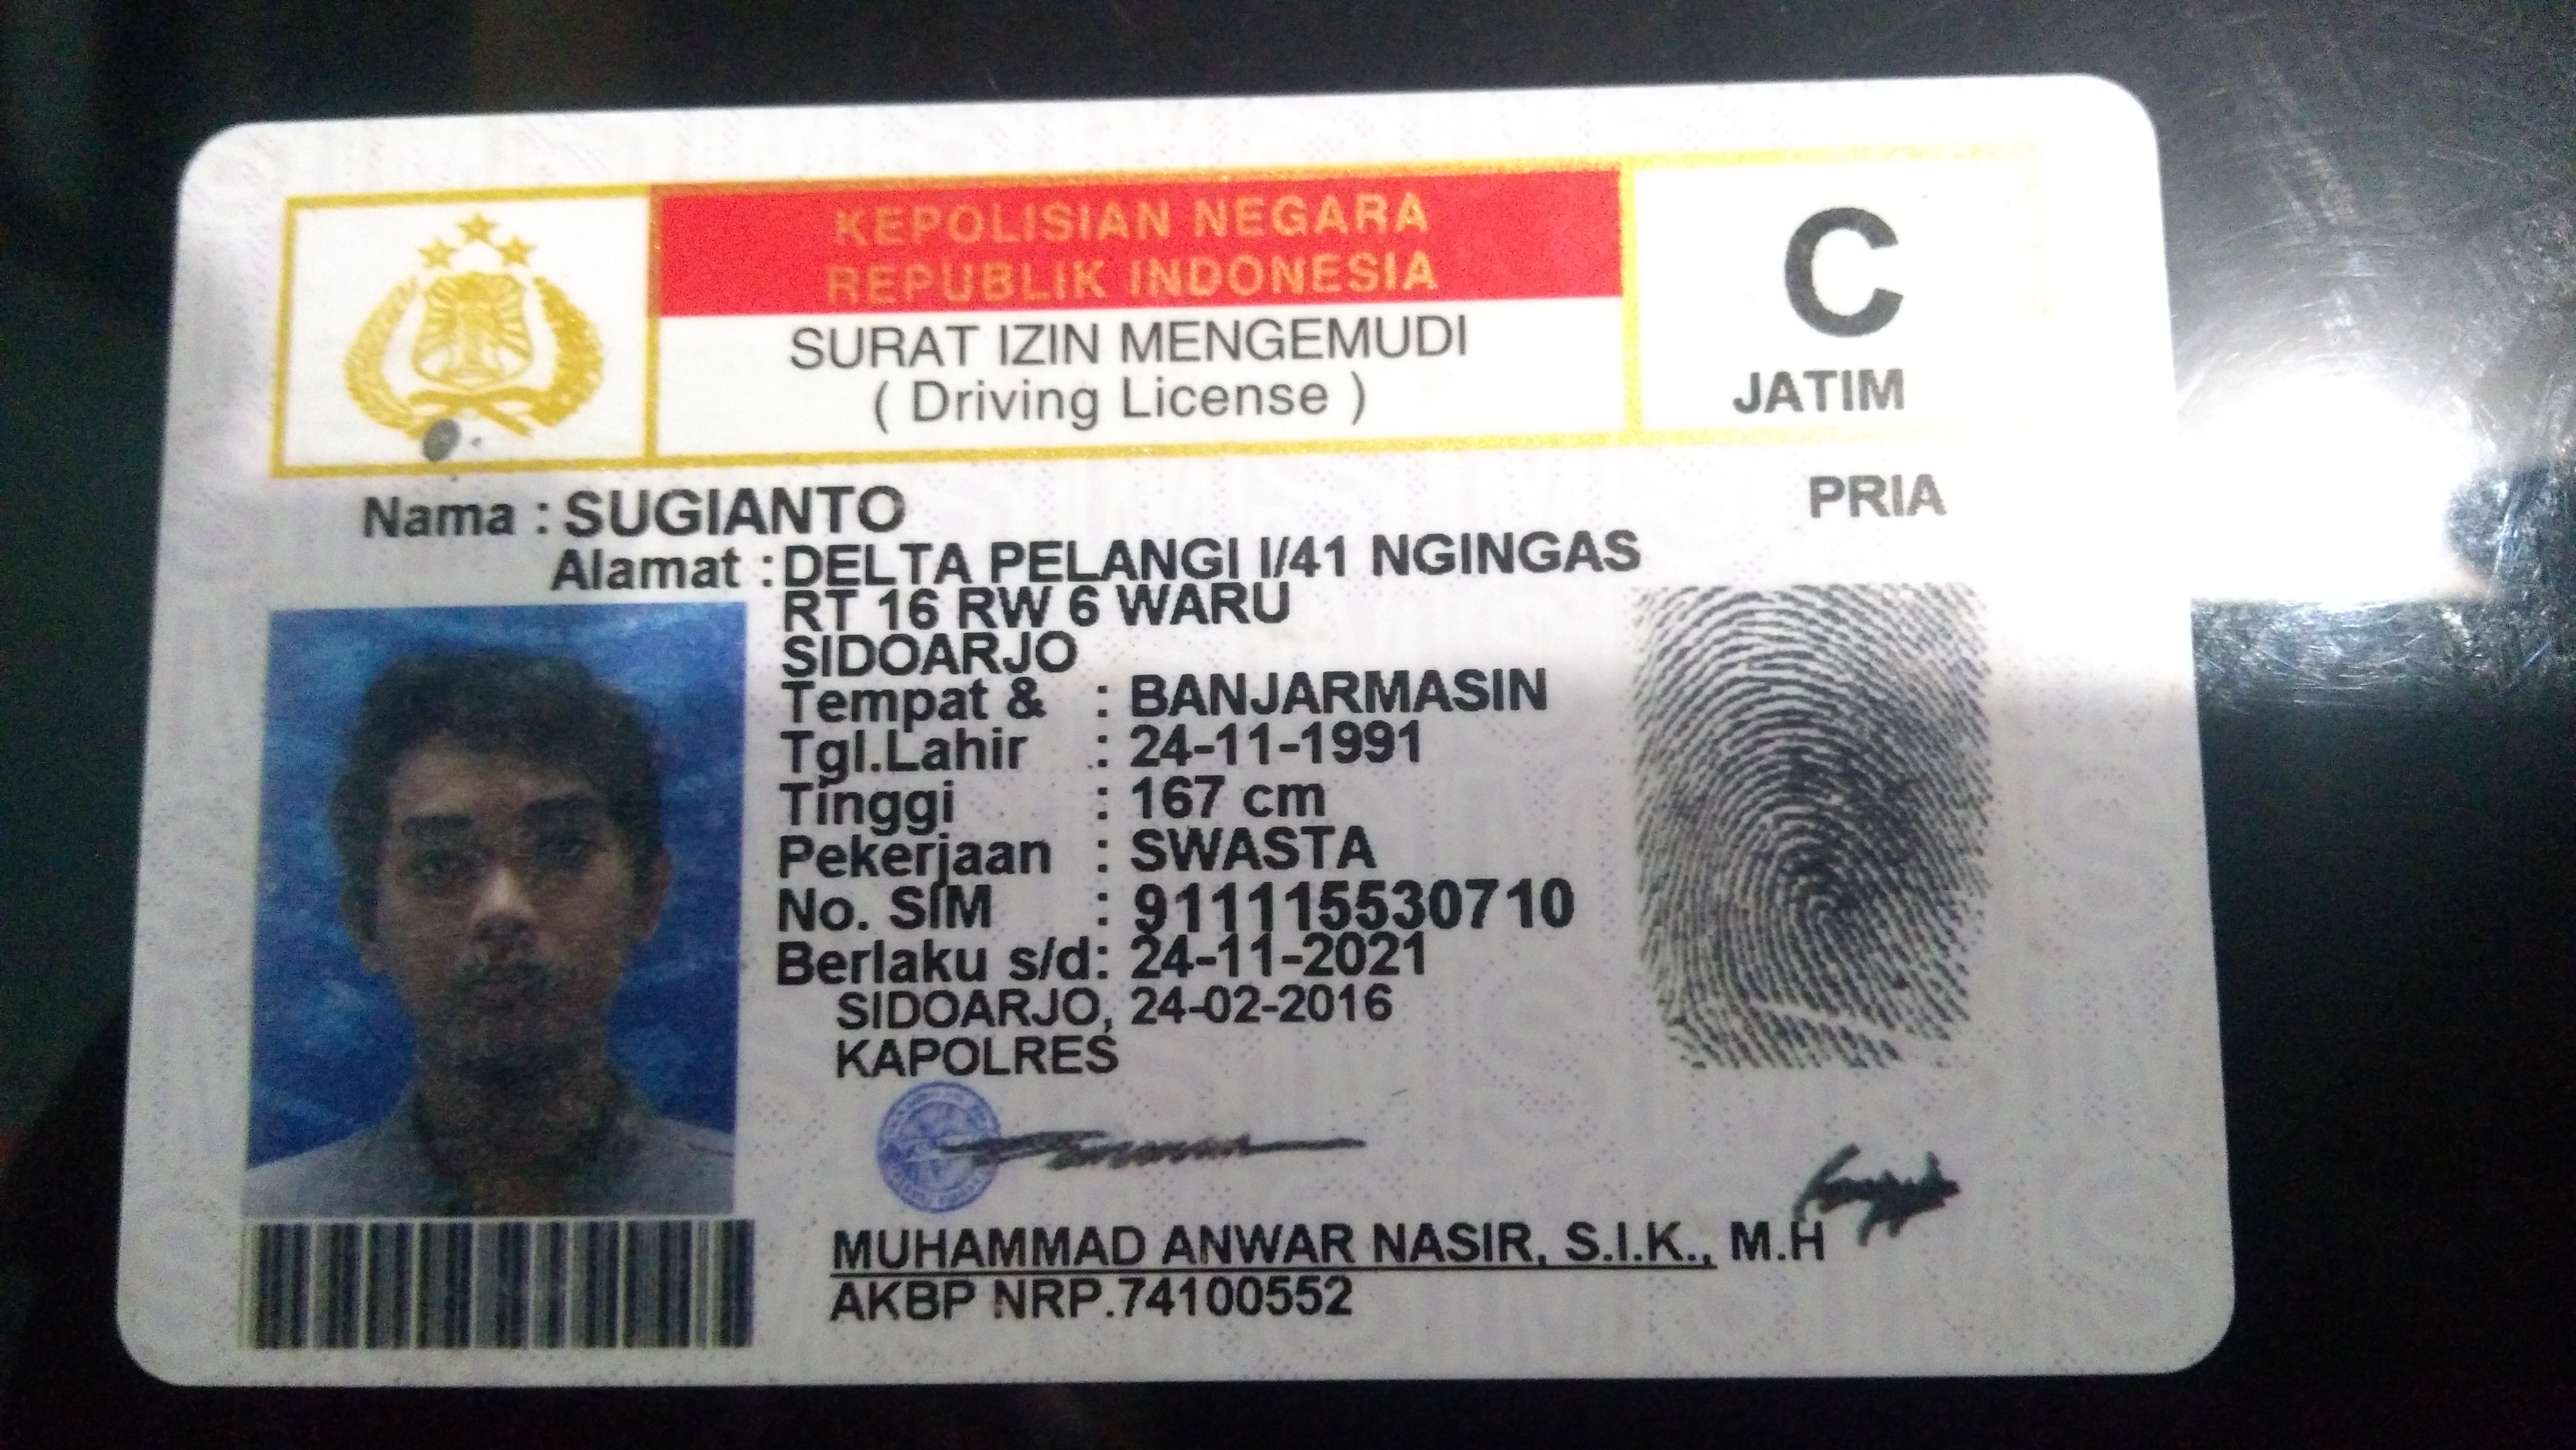 KEPOLISIAN NEGARA
REPUBLIK INDONESIA
SURAT IZIN MENGEMUDI
( Driving License )
C
JATIM
Nama : SUGIANTO
PRIA
Alamat : DELTA PELANGI I/41 NGINGAS
RT 16 RW 6 WARU
SIDOARJO
Tempat & : BANJARMASIN
Tgl.Lahir : 24-11-1991
Tinggi : 167 cm
Pekerjaan : SWASTA
No. SIM : 911115530710
Berlaku s/d: 24-11-2021
SIDOARJO, 24-02-2016
KAPOLRES
MUHAMMAD ANWAR NASIR, S.I.K., M.H
AKBP NRP.74100552